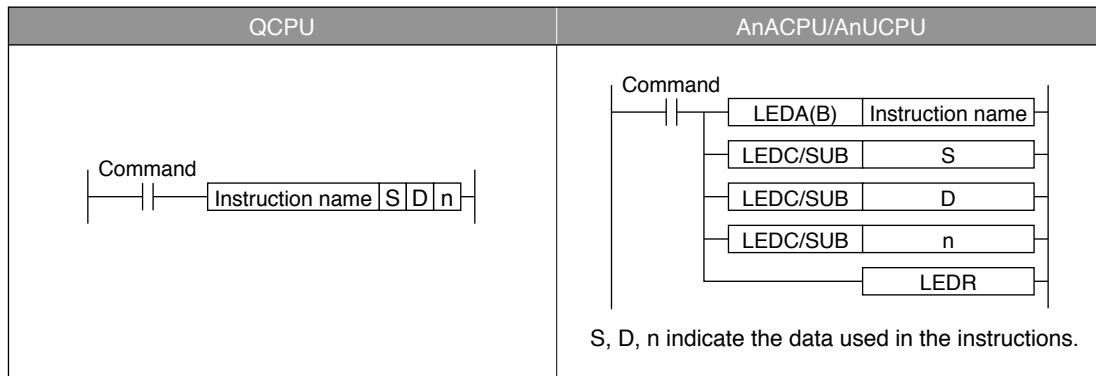 QCPU
AnACPU/AnUCPU
Command
Instruction name S D n
Command
LEDA(B) Instruction name
LEDC/SUB S
LEDC/SUB D
LEDC/SUB n
LEDR
S, D, n indicate the data used in the instructions.